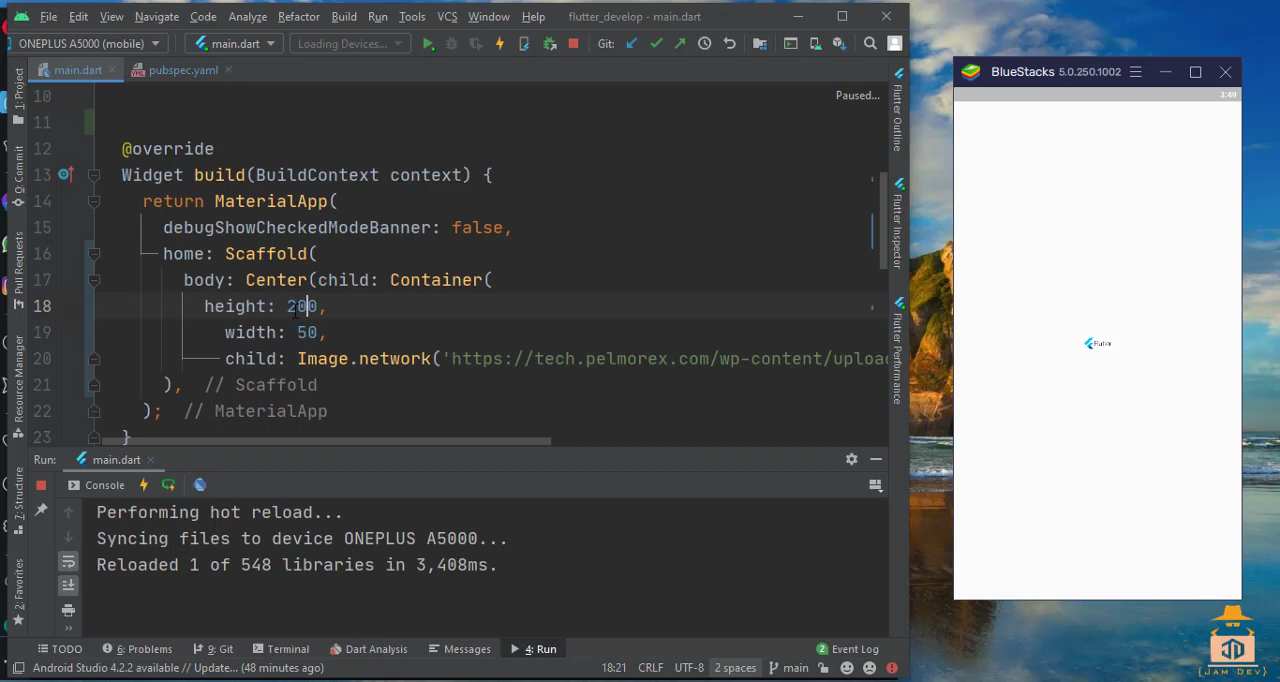 File Edit View Navigate Code Analyze Refactor Build Run Tools VCS Window Help flutter_develop - main.dart
ONEPLUS A5000 (mobile) main.dart Loading Devices... Git:
main.dart pubspec.yaml
Paused...
10
11
12 @override
13 Widget build(BuildContext context) {
14 return MaterialApp(
15 debugShowCheckedModeBanner: false,
16 home: Scaffold(
17 body: Center(child: Container(
18 height: 200,
19 width: 50,
20 child: Image.network('https://tech.pelmorex.com/wp-content/upload
21 ), // Scaffold
22 ); // MaterialApp
23 }
1: Project
0: Commit
Pull Requests
Resource Manager
Z: Structure
2: Favorites
Flutter Outline
Flutter Inspector
Flutter Performance
Run: main.dart
Console
Performing hot reload...
Syncing files to device ONEPLUS A5000...
Reloaded 1 of 548 libraries in 3,408ms.
TODO 6: Problems 9: Git Terminal Dart Analysis Messages 4: Run 2 Event Log
Android Studio 4.2.2 available // Update... (48 minutes ago) 18:21 CRLF UTF-8 2 spaces main
BlueStacks 5.0.250.1002
3:49
Flutter
JD
{JAM DEV}